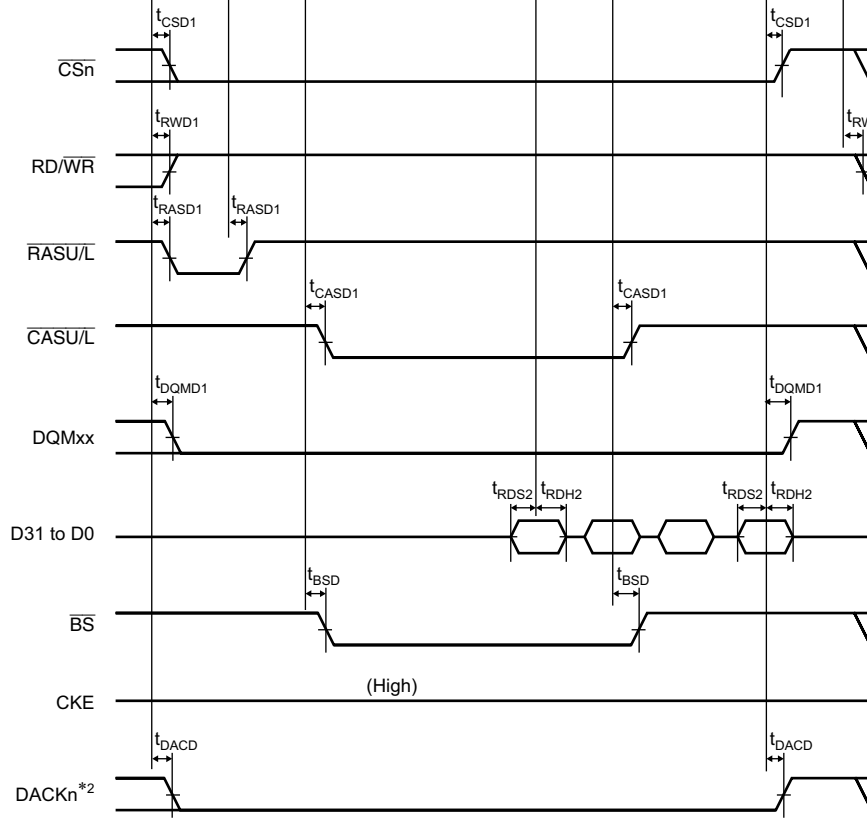 tCSD1 tCSD1
CSn
tRWD1 tRW
RD/WR
tRASD1 tRASD1
RASU/L
tCASD1 tCASD1
CASU/L
tDQMD1 tDQMD1
DQMxx
tRDS2 tRDH2 tRDS2 tRDH2
D31 to D0
tBSD tBSD
BS
(High)
CKE
tDACD tDACD
DACKn*2